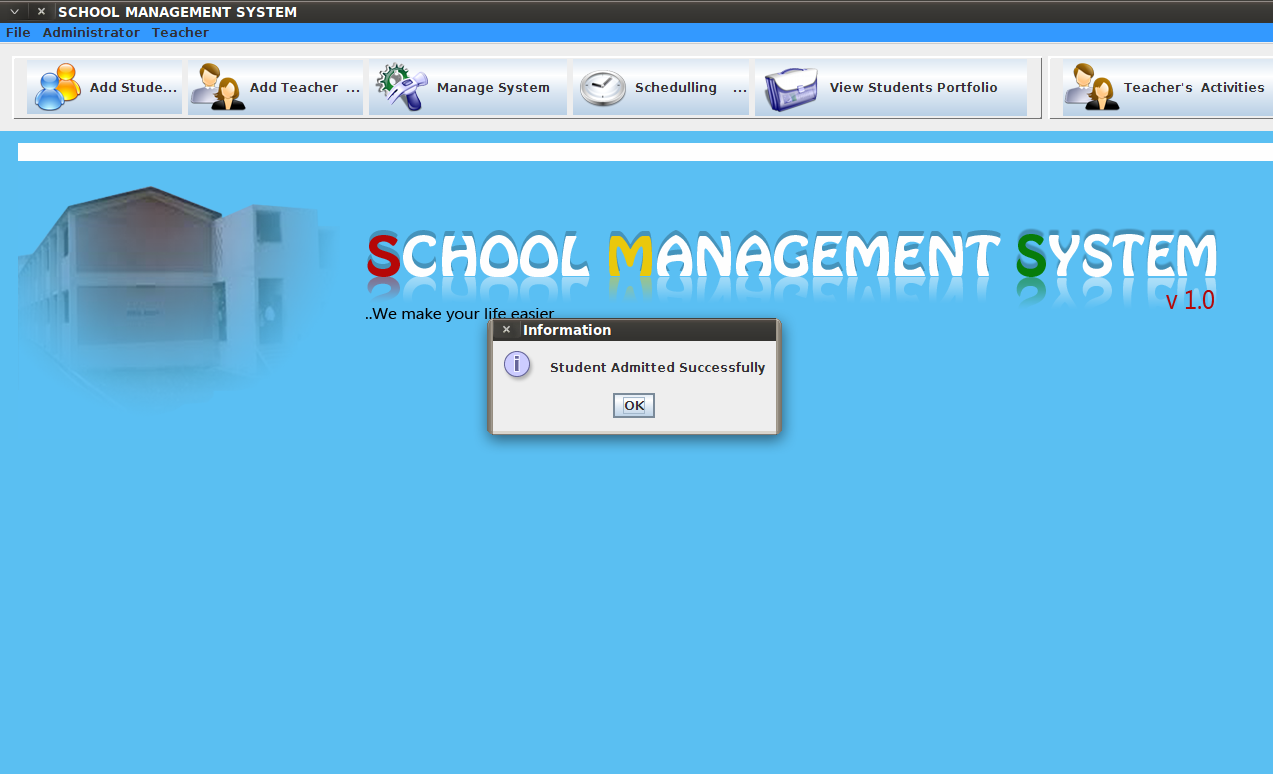 SCHOOL MANAGEMENT SYSTEM
File Administrator Teacher
Add Stude... Add Teacher ... Manage System Schedulling ... View Students Portfolio Teacher's Activities
SCHOOL MANAGEMENT SYSTEM
v 1.0
..We make your life easier
Information
Student Admitted Successfully
OK